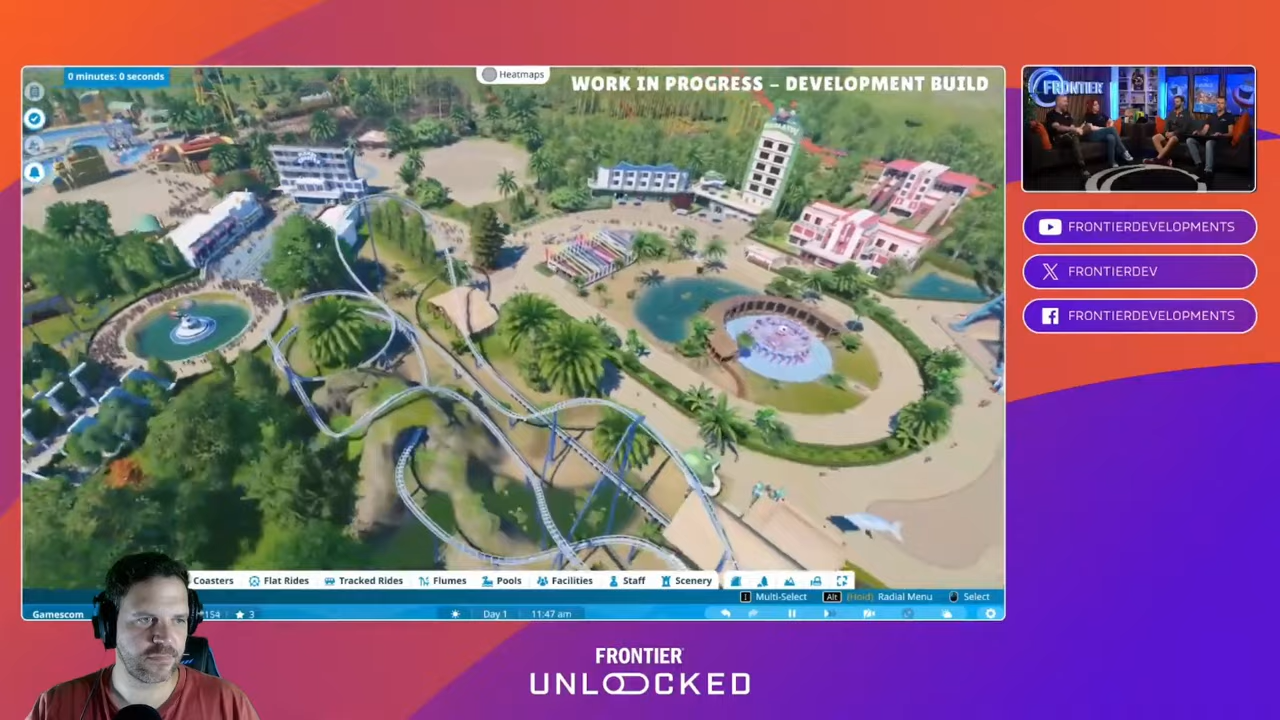 0 minutes: 0 seconds
Heatmaps
WORK IN PROGRESS – DEVELOPMENT BUILD
FRONTIER
FRONTIERDEVELOPMENTS
FRONTIERDEV
FRONTIERDEVELOPMENTS
Coasters
Flat Rides
Tracked Rides
Flumes
Pools
Facilities
Staff
Scenery
I Multi-Select
Alt (Hold) Radial Menu
Select
Gamescom
154
3
Day 1
11:47 am
FRONTIER
UNLOCKED